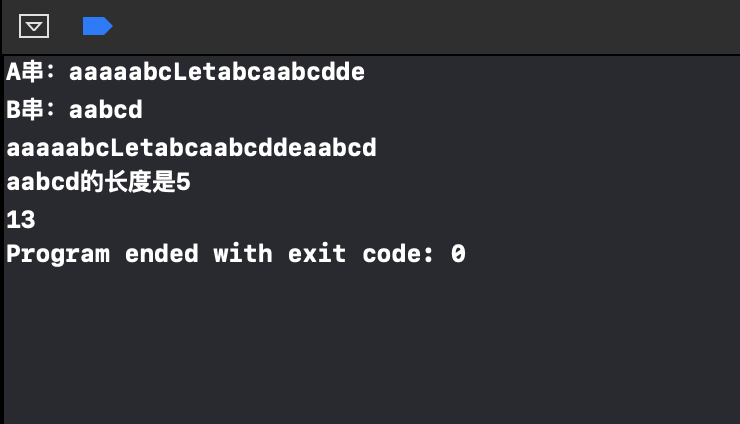 A串：aaaaabcLetabcaabcdde
B串：aabcd
aaaaabcLetabcaabcddeaabcd
aabcd的长度是5
13
Program ended with exit code: 0